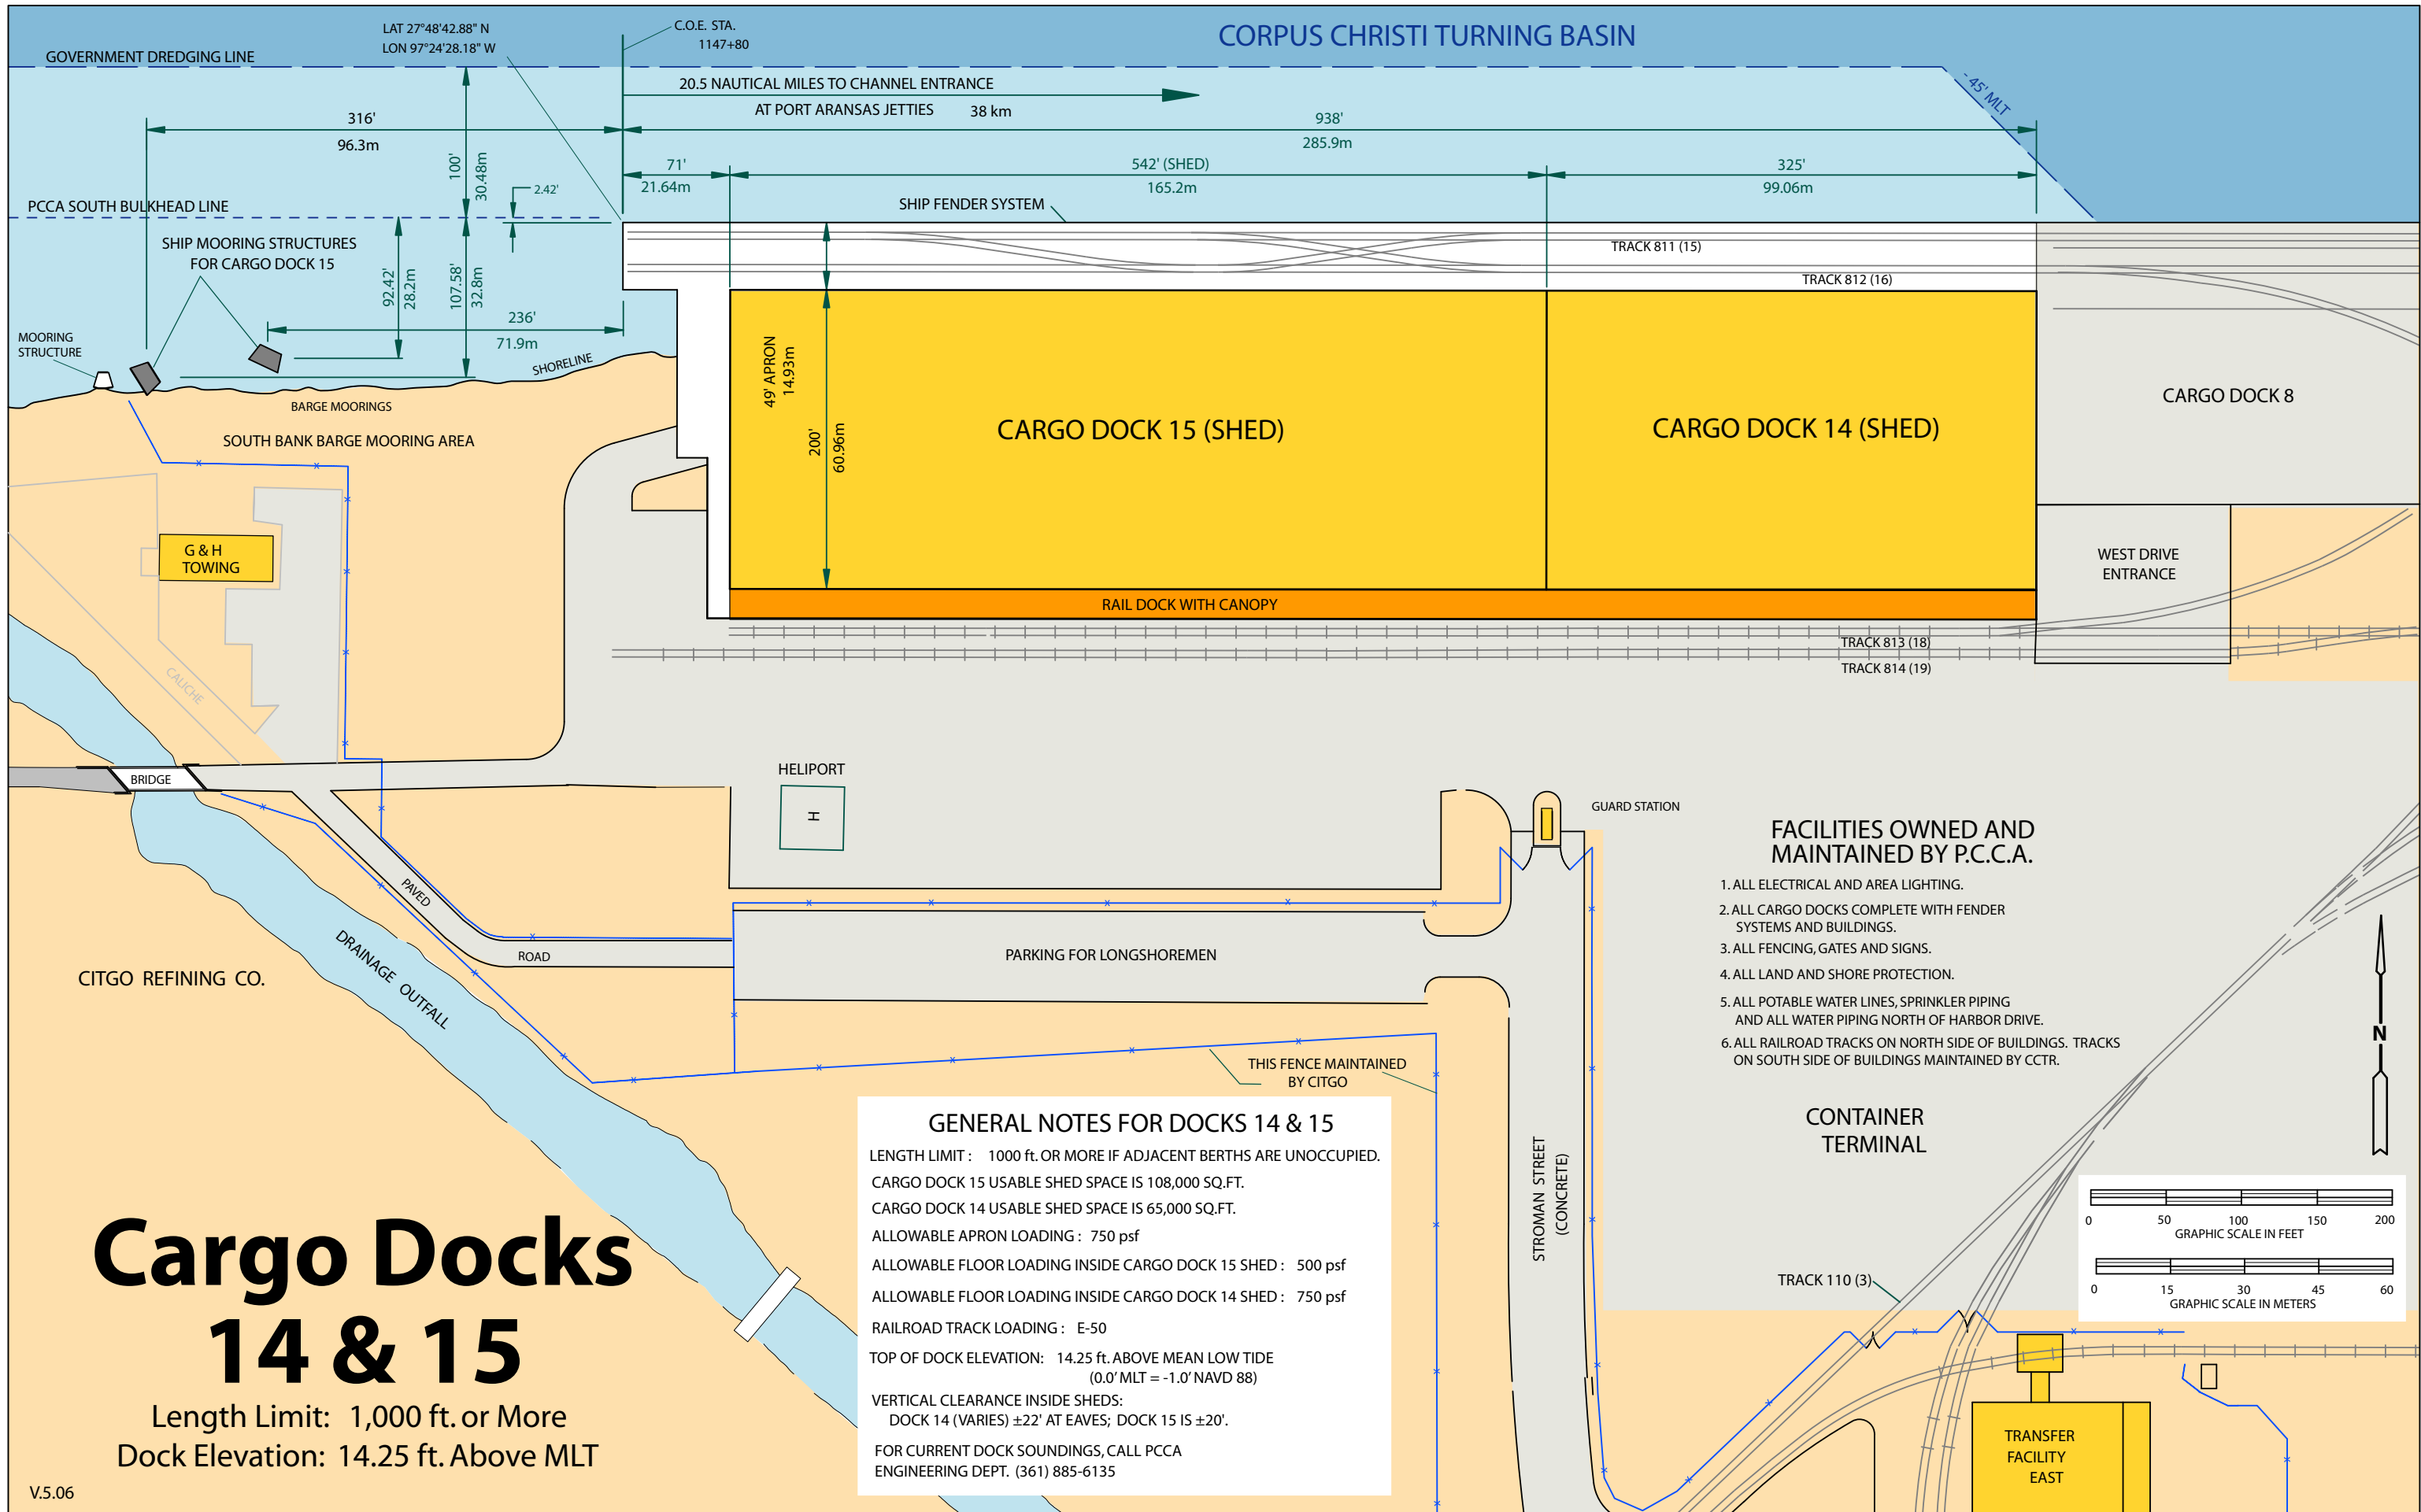 LAT 27°48'42.88" N
LON 97°24'28.18" W
C.O.E. STA.
1147+80
CORPUS CHRISTI TURNING BASIN
GOVERNMENT DREDGING LINE
20.5 NAUTICAL MILES TO CHANNEL ENTRANCE
AT PORT ARANSAS JETTIES 38 km
- 45' MLT
316'
96.3m
938'
285.9m
100'
30.48m
71'
21.64m
542' (SHED)
165.2m
325'
99.06m
2.42'
PCCA SOUTH BULKHEAD LINE
SHIP FENDER SYSTEM
SHIP MOORING STRUCTURES
FOR CARGO DOCK 15
92.42'
28.2m
107.58'
32.8m
TRACK 811 (15)
TRACK 812 (16)
236'
71.9m
MOORING
STRUCTURE
SHORELINE
49' APRON
14.93m
200'
60.96m
CARGO DOCK 15 (SHED)
CARGO DOCK 14 (SHED)
CARGO DOCK 8
BARGE MOORINGS
SOUTH BANK BARGE MOORING AREA
G & H
TOWING
WEST DRIVE
ENTRANCE
RAIL DOCK WITH CANOPY
TRACK 813 (18)
TRACK 814 (19)
CALICHE
BRIDGE
HELIPORT
H
GUARD STATION
PAVED
ROAD
DRAINAGE OUTFALL
CITGO REFINING CO.
PARKING FOR LONGSHOREMEN
FACILITIES OWNED AND
MAINTAINED BY P.C.C.A.
1. ALL ELECTRICAL AND AREA LIGHTING.
2. ALL CARGO DOCKS COMPLETE WITH FENDER
SYSTEMS AND BUILDINGS.
3. ALL FENCING, GATES AND SIGNS.
4. ALL LAND AND SHORE PROTECTION.
5. ALL POTABLE WATER LINES, SPRINKLER PIPING
AND ALL WATER PIPING NORTH OF HARBOR DRIVE.
6. ALL RAILROAD TRACKS ON NORTH SIDE OF BUILDINGS. TRACKS
ON SOUTH SIDE OF BUILDINGS MAINTAINED BY CCTR.
N
THIS FENCE MAINTAINED
BY CITGO
STROMAN STREET
(CONCRETE)
CONTAINER
TERMINAL
GENERAL NOTES FOR DOCKS 14 & 15
LENGTH LIMIT : 1000 ft. OR MORE IF ADJACENT BERTHS ARE UNOCCUPIED.
CARGO DOCK 15 USABLE SHED SPACE IS 108,000 SQ.FT.
CARGO DOCK 14 USABLE SHED SPACE IS 65,000 SQ.FT.
ALLOWABLE APRON LOADING : 750 psf
ALLOWABLE FLOOR LOADING INSIDE CARGO DOCK 15 SHED : 500 psf
ALLOWABLE FLOOR LOADING INSIDE CARGO DOCK 14 SHED : 750 psf
RAILROAD TRACK LOADING : E-50
TOP OF DOCK ELEVATION: 14.25 ft. ABOVE MEAN LOW TIDE
(0.0' MLT = -1.0' NAVD 88)
VERTICAL CLEARANCE INSIDE SHEDS:
DOCK 14 (VARIES) ±22' AT EAVES; DOCK 15 IS ±20'.
FOR CURRENT DOCK SOUNDINGS, CALL PCCA
ENGINEERING DEPT. (361) 885-6135
0 50 100 150 200
GRAPHIC SCALE IN FEET
0 15 30 45 60
GRAPHIC SCALE IN METERS
TRACK 110 (3)
TRANSFER
FACILITY
EAST
Cargo Docks
14 & 15
Length Limit: 1,000 ft. or More
Dock Elevation: 14.25 ft. Above MLT
V.5.06